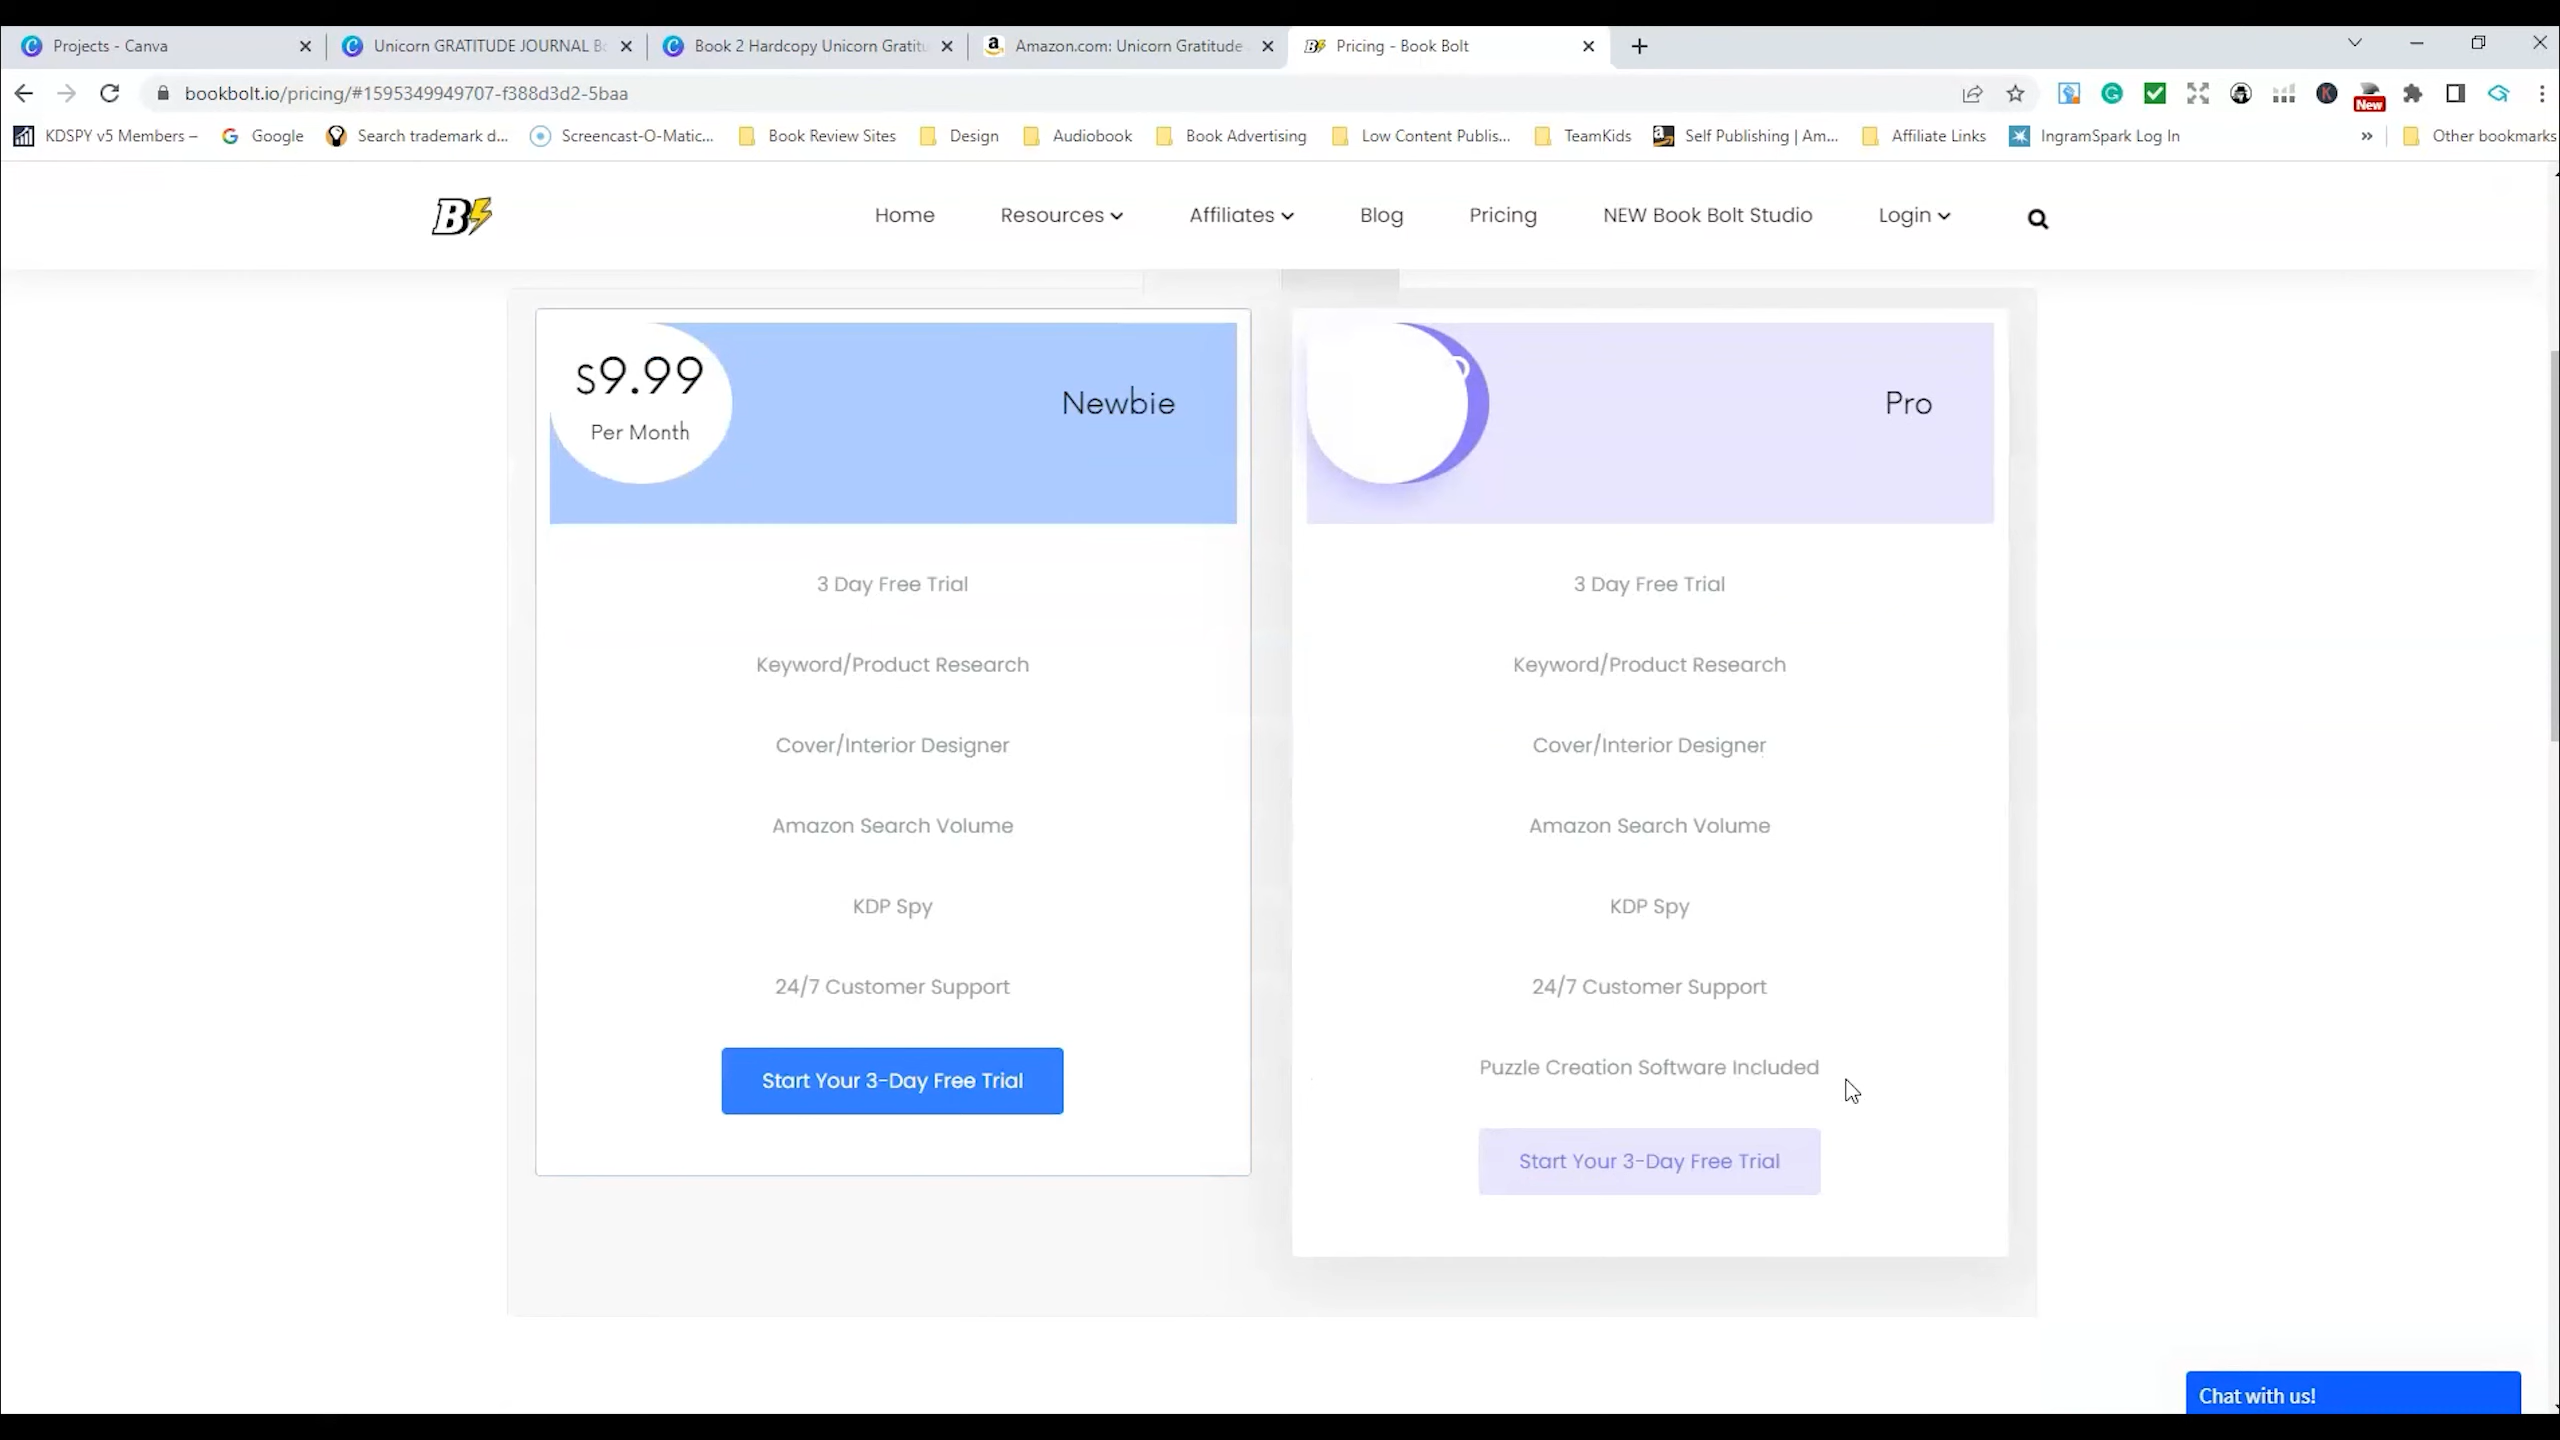 Projects - Canva
Unicorn GRATITUDE JOURNAL Bo
Book 2 Hardcopy Unicorn Gratitu
Amazon.com: Unicorn Gratitude
Pricing - Book Bolt
bookbolt.io/pricing/#1595349949707-f388d3d2-5baa
New
KDSPY v5 Members –
Google
Search trademark d...
Screencast-O-Matic...
Book Review Sites
Design
Audiobook
Book Advertising
Low Content Publis...
TeamKids
Self Publishing | Am...
Affiliate Links
IngramSpark Log In
»
Other bookmarks
B
Home
Resources
Affiliates
Blog
Pricing
NEW Book Bolt Studio
Login
$9.99
Per Month
Newbie
3 Day Free Trial
Keyword/Product Research
Cover/Interior Designer
Amazon Search Volume
KDP Spy
24/7 Customer Support
Start Your 3-Day Free Trial
Pro
3 Day Free Trial
Keyword/Product Research
Cover/Interior Designer
Amazon Search Volume
KDP Spy
24/7 Customer Support
Puzzle Creation Software Included
Start Your 3-Day Free Trial
Chat with us!